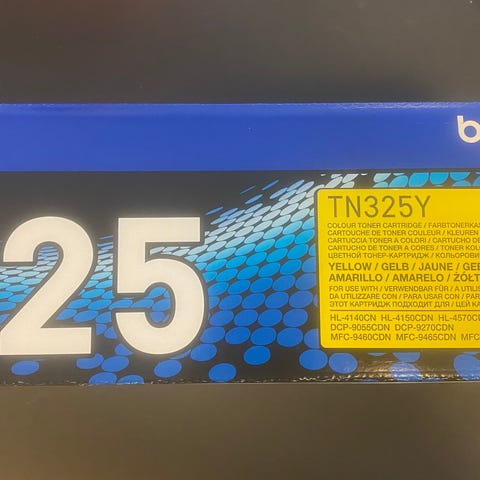 b
25
TN325Y
COLOUR TONER CARTRIDGE / FARBTONERKAS
CARTOUCHE DE TONER COULEUR / KLEUREN
CARTUCCIA TONER A COLORI / CARTUCHO DE
CARTUCHO DE TONER A CORES / TONER KOL
ЦВЕТНОЙ ТОНЕР-КАРТРИДЖ / КОЛЬОРОВИ
YELLOW / GELB / JAUNE / GEE
AMARILLO / AMARELO / ŻÓŁT
FOR USE WITH / VERWENDBAR FÜR / A UTILIS
DA UTILIZZARE CON / PARA USAR CON / PAR
ЭТОТ КАРТРИДЖ ПОДХОДИТ ДЛЯ / ЦЕЙ КА
HL-4140CN HL-4150CDN HL-4570CD
DCP-9055CDN DCP-9270CDN
MFC-9460CDN MFC-9465CDN MFC